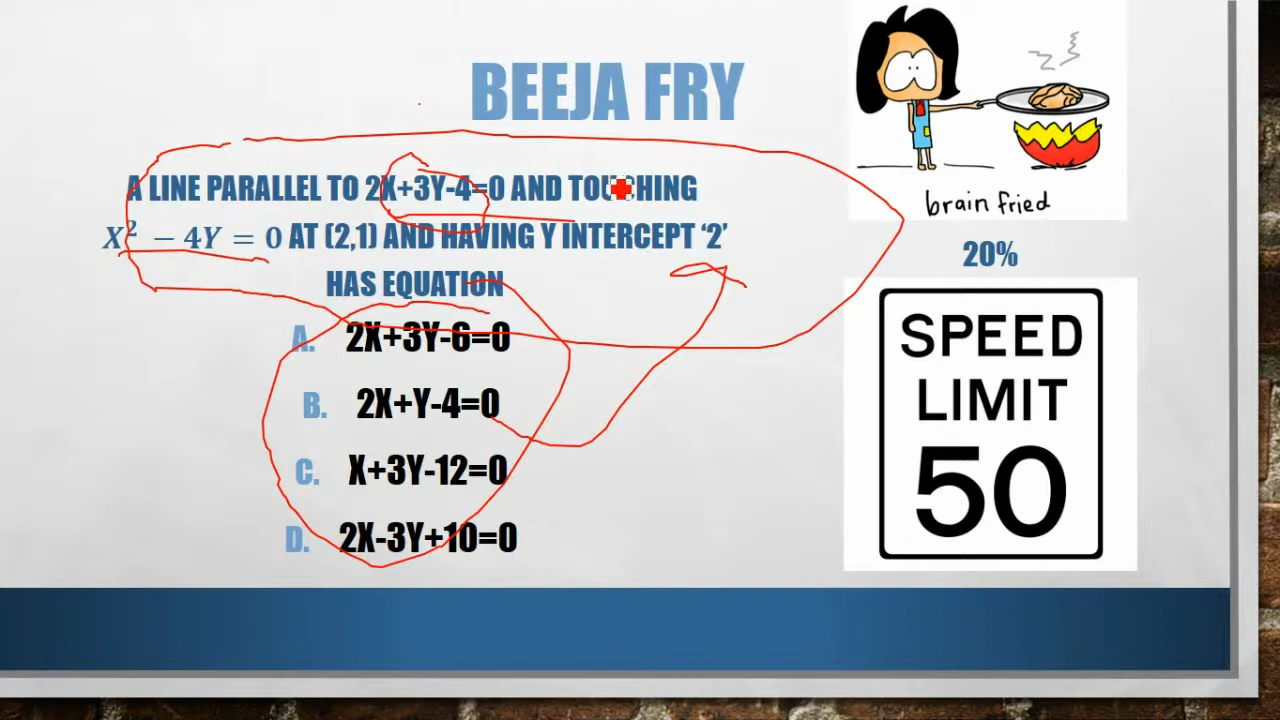 BEEJA FRY
A LINE PARALLEL TO 2X+3Y-4=0 AND TOUCHING
X² − 4Y = 0 AT (2,1) AND HAVING Y INTERCEPT ‘2’
HAS EQUATION
A. 2X+3Y-6=0
B. 2X+Y-4=0
C. X+3Y-12=0
D. 2X-3Y+10=0
brain fried
20%
SPEED
LIMIT
50